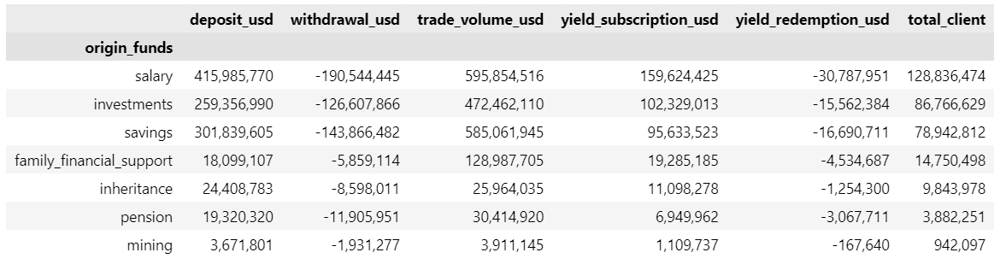 deposit_usd withdrawal_usd trade_volume_usd yield_subscription_usd yield_redemption_usd total_client
origin_funds
salary 415,985,770 -190,544,445 595,854,516 159,624,425 -30,787,951 128,836,474
investments 259,356,990 -126,607,866 472,462,110 102,329,013 -15,562,384 86,766,629
savings 301,839,605 -143,866,482 585,061,945 95,633,523 -16,690,711 78,942,812
family_financial_support 18,099,107 -5,859,114 128,987,705 19,285,185 -4,534,687 14,750,498
inheritance 24,408,783 -8,598,011 25,964,035 11,098,278 -1,254,300 9,843,978
pension 19,320,320 -11,905,951 30,414,920 6,949,962 -3,067,711 3,882,251
mining 3,671,801 -1,931,277 3,911,145 1,109,737 -167,640 942,097